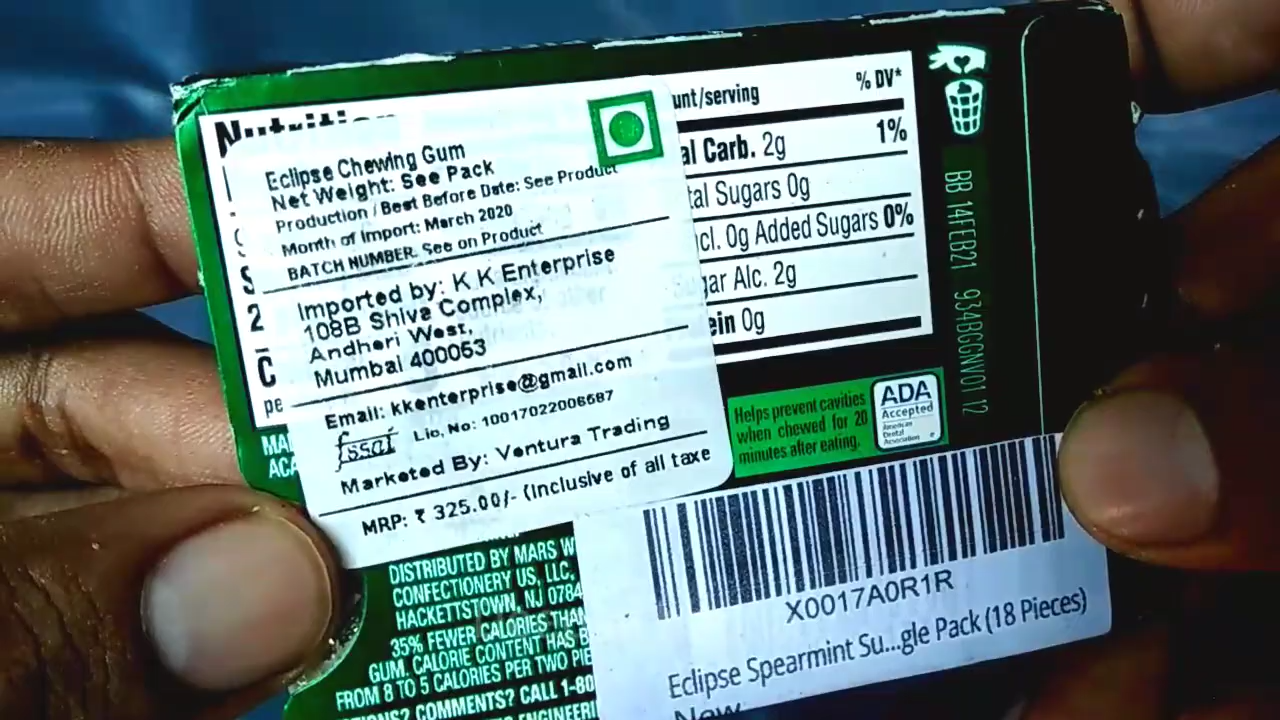 Nutrition
Eclipse Chewing Gum
Net Weight: See Pack
Production / Best Before Date: See Product
Month of Import: March 2020
BATCH NUMBER. See on Product
Imported by: K K Enterprise
108B Shiva Complex,
Andheri West,
Mumbai 400053
Email: kkenterprise@gmail.com
fssai Lic. No: 10017022006687
Marketed By: Ventura Trading
MRP: ₹ 325.00/- (Inclusive of all taxe
unt/serving % DV*
al Carb. 2g 1%
tal Sugars 0g
ncl. 0g Added Sugars 0%
ugar Alc. 2g
ein 0g
BB 14FEB21 934BGGNV01 12
Helps prevent cavities
when chewed for 20
minutes after eating.
ADA
Accepted
American
Dental
Association
DISTRIBUTED BY MARS W
CONFECTIONERY US, LLC,
HACKETTSTOWN, NJ 0784
35% FEWER CALORIES THAN
GUM. CALORIE CONTENT HAS B
FROM 8 TO 5 CALORIES PER TWO PIE
TIONS? COMMENTS? CALL 1-80
ENGINEERI
X0017A0R1R
Eclipse Spearmint Su...gle Pack (18 Pieces)
New